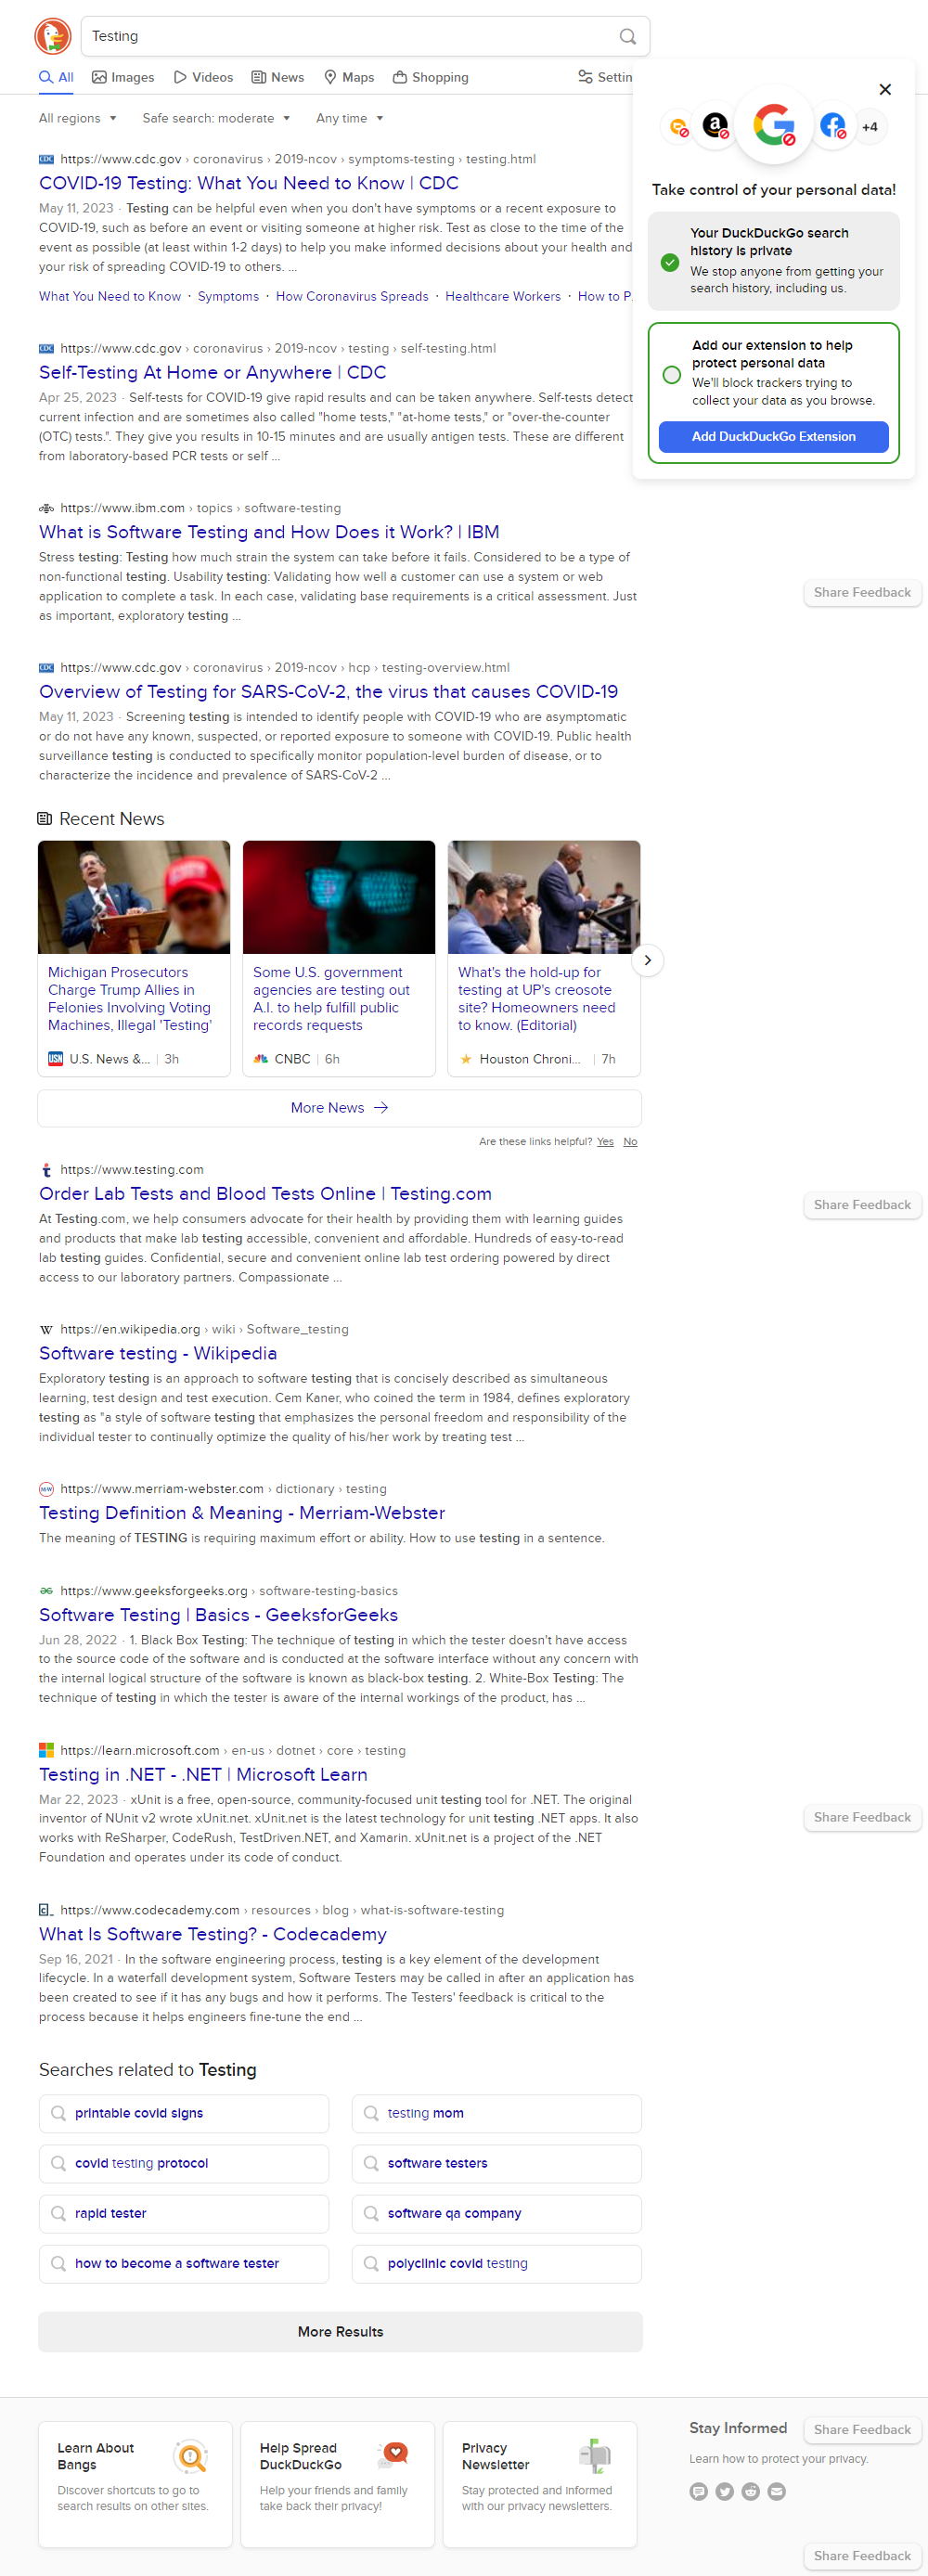 Testing
All
Images
Videos
News
Maps
Shopping
Settin
All regions
Safe search: moderate
Any time
+4
Take control of your personal data!
Your DuckDuckGo search
history is private
We stop anyone from getting your
search history, including us.
Add our extension to help
protect personal data
We'll block trackers trying to
collect your data as you browse.
Add DuckDuckGo Extension
https://www.cdc.gov › coronavirus › 2019-ncov › symptoms-testing › testing.html
COVID-19 Testing: What You Need to Know | CDC
May 11, 2023 · Testing can be helpful even when you don't have symptoms or a recent exposure to
COVID-19, such as before an event or visiting someone at higher risk. Test as close to the time of the
event as possible (at least within 1-2 days) to help you make informed decisions about your health and
your risk of spreading COVID-19 to others. ...
What You Need to Know · Symptoms · How Coronavirus Spreads · Healthcare Workers · How to P.
CDC https://www.cdc.gov › coronavirus › 2019-ncov › testing › self-testing.html
Self-Testing At Home or Anywhere | CDC
Apr 25, 2023 · Self-tests for COVID-19 give rapid results and can be taken anywhere. Self-tests detect
current infection and are sometimes also called "home tests," "at-home tests," or "over-the-counter
(OTC) tests.". They give you results in 10-15 minutes and are usually antigen tests. These are different
from laboratory-based PCR tests or self ...
https://www.ibm.com › topics › software-testing
What is Software Testing and How Does it Work? | IBM
Stress testing: Testing how much strain the system can take before it fails. Considered to be a type of
non-functional testing. Usability testing: Validating how well a customer can use a system or web
application to complete a task. In each case, validating base requirements is a critical assessment. Just
as important, exploratory testing ...
Share Feedback
CDC https://www.cdc.gov › coronavirus › 2019-ncov › hcp › testing-overview.html
Overview of Testing for SARS-CoV-2, the virus that causes COVID-19
May 11, 2023 · Screening testing is intended to identify people with COVID-19 who are asymptomatic
or do not have any known, suspected, or reported exposure to someone with COVID-19. Public health
surveillance testing is conducted to specifically monitor population-level burden of disease, or to
characterize the incidence and prevalence of SARS-CoV-2 ...
Recent News
Michigan Prosecutors
Charge Trump Allies in
Felonies Involving Voting
Machines, Illegal 'Testing'
USN U.S. News &... | 3h
Some U.S. government
agencies are testing out
A.I. to help fulfill public
records requests
CNBC | 6h
What's the hold-up for
testing at UP's creosote
site? Homeowners need
to know. (Editorial)
Houston Chroni... | 7h
More News
Are these links helpful? Yes No
https://www.testing.com
Order Lab Tests and Blood Tests Online | Testing.com
At Testing.com, we help consumers advocate for their health by providing them with learning guides
and products that make lab testing accessible, convenient and affordable. Hundreds of easy-to-read
lab testing guides. Confidential, secure and convenient online lab test ordering powered by direct
access to our laboratory partners. Compassionate ...
Share Feedback
W https://en.wikipedia.org › wiki › Software_testing
Software testing - Wikipedia
Exploratory testing is an approach to software testing that is concisely described as simultaneous
learning, test design and test execution. Cem Kaner, who coined the term in 1984, defines exploratory
testing as "a style of software testing that emphasizes the personal freedom and responsibility of the
individual tester to continually optimize the quality of his/her work by treating test ...
https://www.merriam-webster.com › dictionary › testing
Testing Definition & Meaning - Merriam-Webster
The meaning of TESTING is requiring maximum effort or ability. How to use testing in a sentence.
https://www.geeksforgeeks.org › software-testing-basics
Software Testing | Basics - GeeksforGeeks
Jun 28, 2022 · 1. Black Box Testing: The technique of testing in which the tester doesn't have access
to the source code of the software and is conducted at the software interface without any concern with
the internal logical structure of the software is known as black-box testing. 2. White-Box Testing: The
technique of testing in which the tester is aware of the internal workings of the product, has ...
https://learn.microsoft.com › en-us › dotnet › core › testing
Testing in .NET - .NET | Microsoft Learn
Mar 22, 2023 · xUnit is a free, open-source, community-focused unit testing tool for .NET. The original
inventor of NUnit v2 wrote xUnit.net. xUnit.net is the latest technology for unit testing .NET apps. It also
works with ReSharper, CodeRush, TestDriven.NET, and Xamarin. xUnit.net is a project of the .NET
Foundation and operates under its code of conduct.
Share Feedback
https://www.codecademy.com › resources › blog › what-is-software-testing
What Is Software Testing? - Codecademy
Sep 16, 2021 · In the software engineering process, testing is a key element of the development
lifecycle. In a waterfall development system, Software Testers may be called in after an application has
been created to see if it has any bugs and how it performs. The Testers' feedback is critical to the
process because it helps engineers fine-tune the end ...
Searches related to Testing
printable covid signs
testing mom
covid testing protocol
software testers
rapid tester
software qa company
how to become a software tester
polyclinic covid testing
More Results
Learn About
Bangs
Discover shortcuts to go to
search results on other sites.
Help Spread
DuckDuckGo
Help your friends and family
take back their privacy!
Privacy
Newsletter
Stay protected and informed
with our privacy newsletters.
Stay Informed
Share Feedback
Learn how to protect your privacy.
Share Feedback